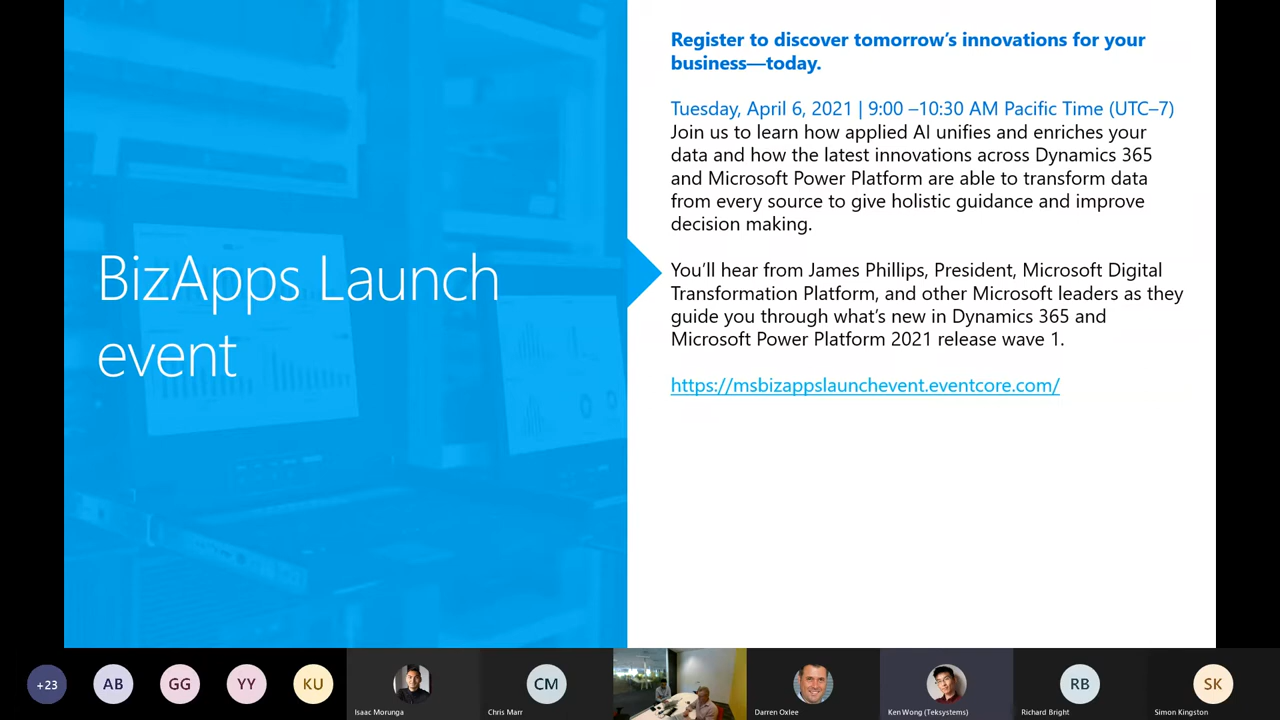 BizApps Launch
event
Register to discover tomorrow's innovations for your
business—today.
Tuesday, April 6, 2021 | 9:00 –10:30 AM Pacific Time (UTC–7)
Join us to learn how applied AI unifies and enriches your
data and how the latest innovations across Dynamics 365
and Microsoft Power Platform are able to transform data
from every source to give holistic guidance and improve
decision making.
You'll hear from James Phillips, President, Microsoft Digital
Transformation Platform, and other Microsoft leaders as they
guide you through what's new in Dynamics 365 and
Microsoft Power Platform 2021 release wave 1.
https://msbizappslaunchevent.eventcore.com/
+23
AB
GG
YY
KU
Isaac Morunga
CM
Chris Marr
Darren Oxlee
Ken Wong (Teksystems)
RB
Richard Bright
SK
Simon Kingston